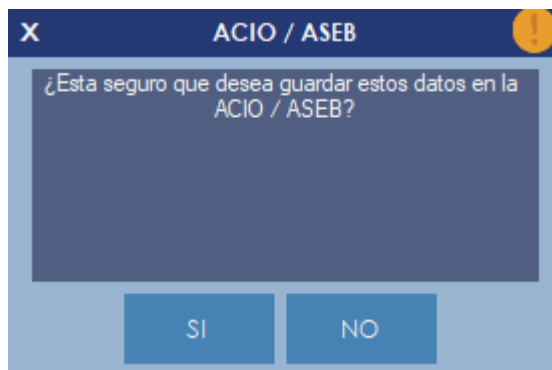 X ACIO / ASEB !
¿Esta seguro que desea guardar estos datos en la
ACIO / ASEB?
SI NO